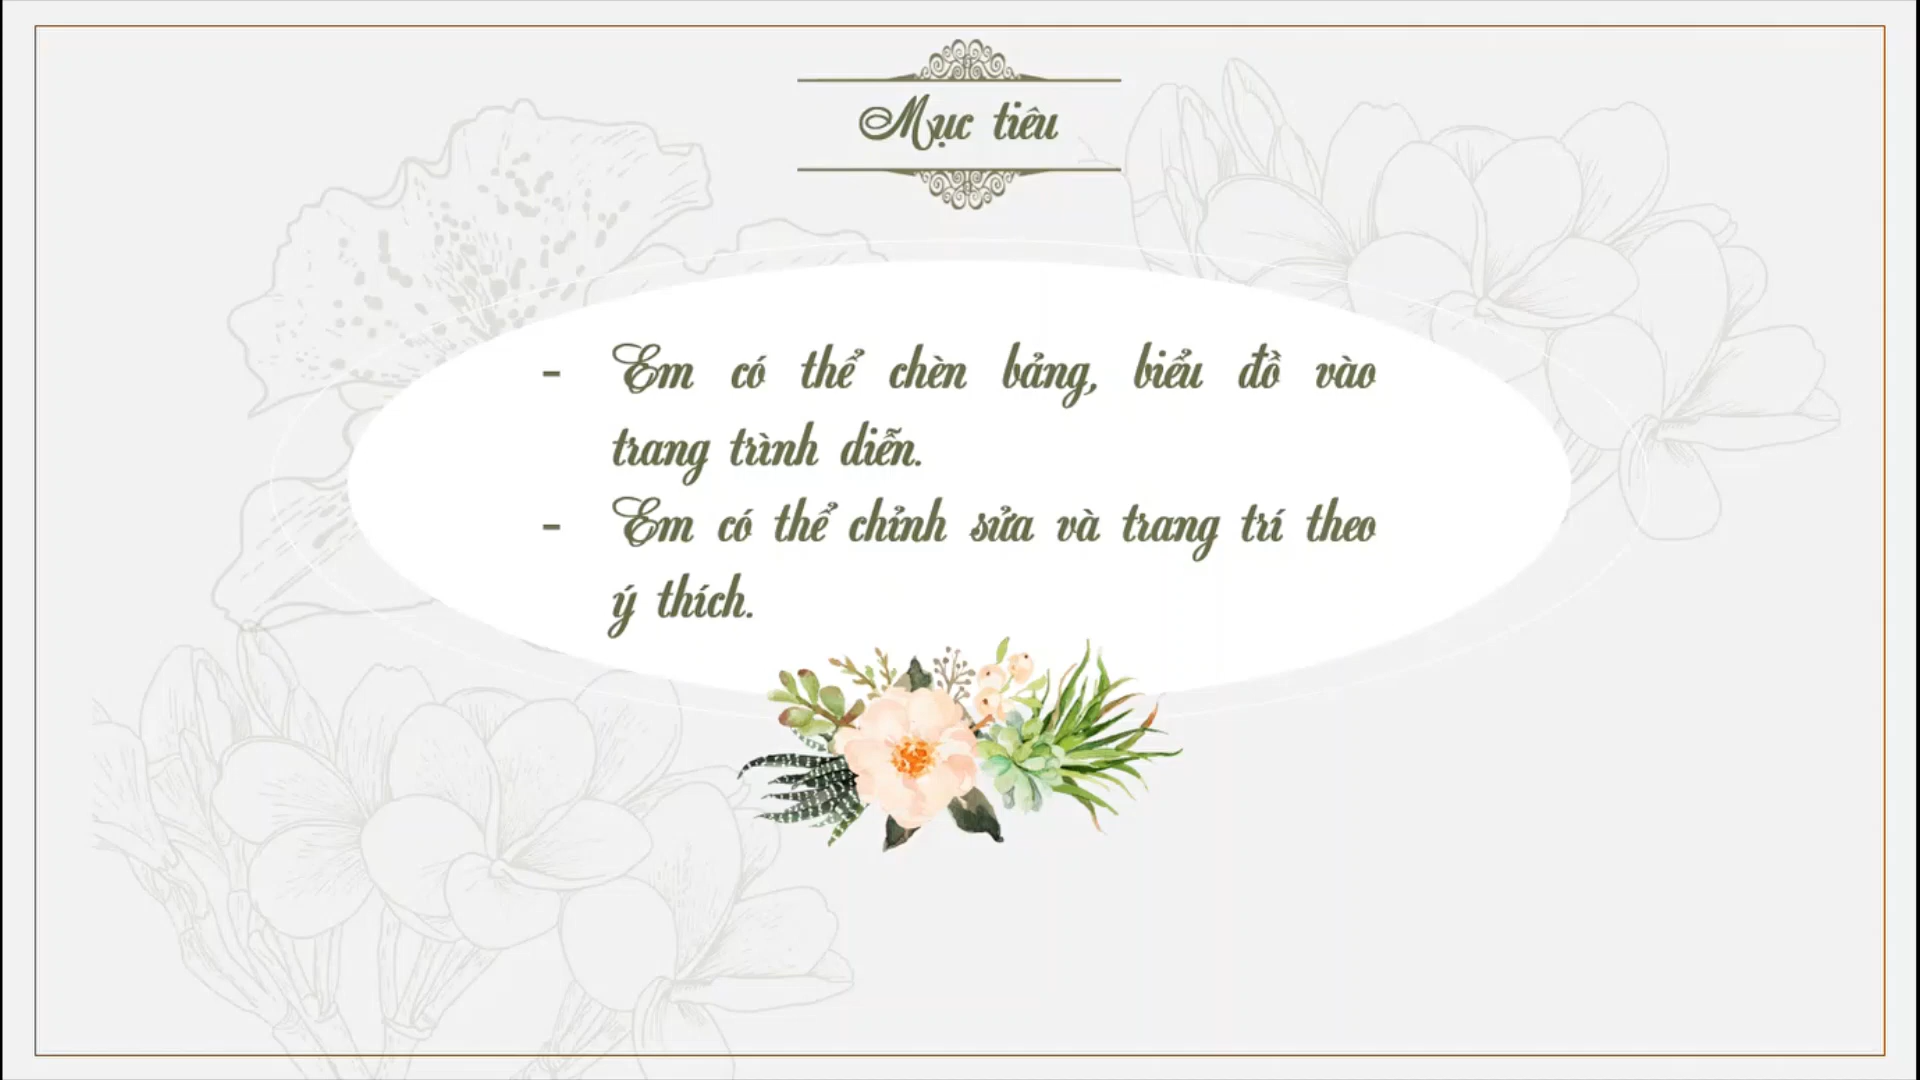 Mục tiêu
- Em có thể chèn bảng, biểu đồ vào
trang trình diễn.
- Em có thể chỉnh sửa và trang trí theo
ý thích.